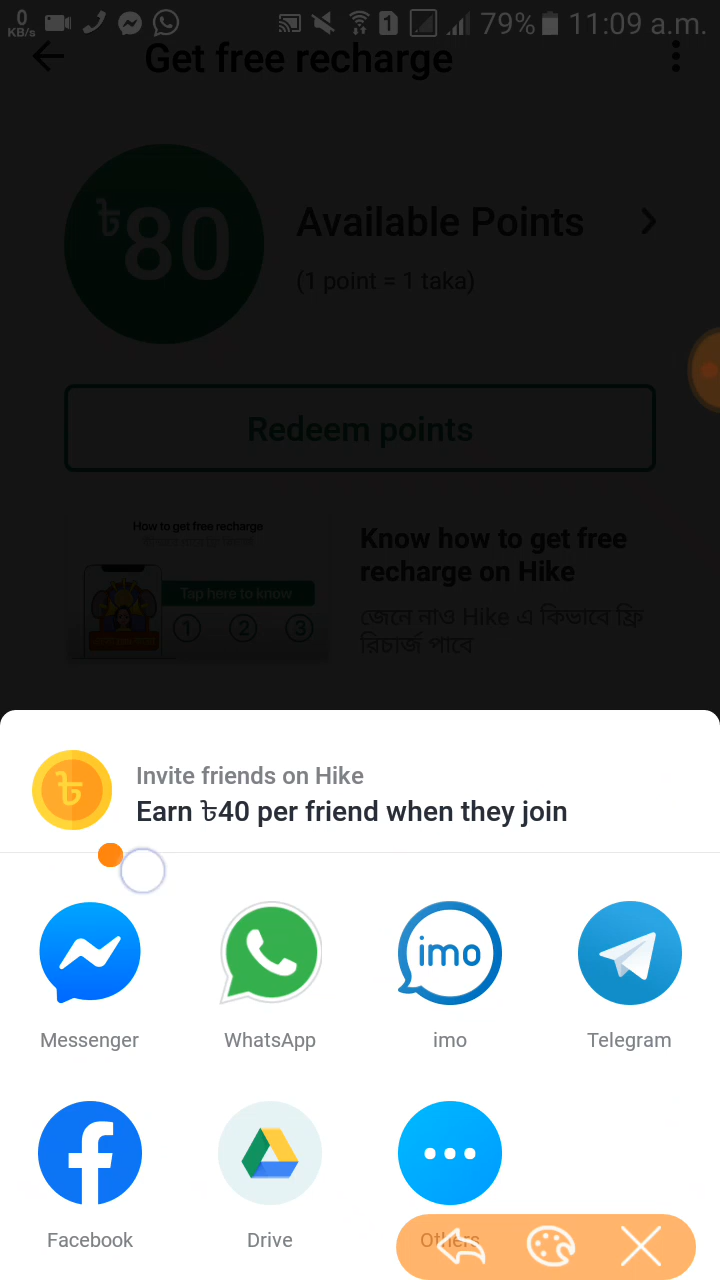 0
KB/s
1
79% 11:09 a.m.
Get free recharge
৳80
Available Points
(1 point = 1 taka)
Redeem points
How to get free recharge
Tap here to know
1 2 3
Know how to get free
recharge on Hike
জেনে নাও Hike এ কিভাবে ফ্রি
রিচার্জ পাবে
Invite friends on Hike
Earn ৳40 per friend when they join
৳
imo
Messenger
WhatsApp
imo
Telegram
Facebook
Drive
Others